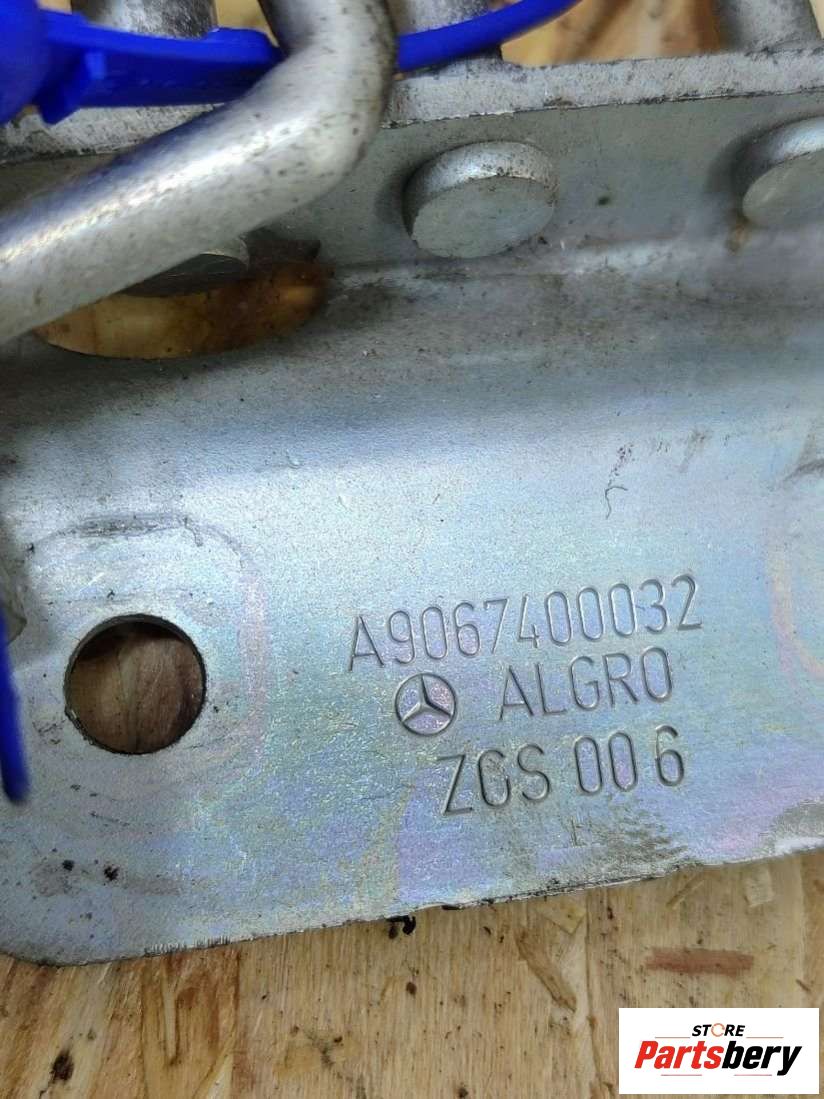 A9067400032
ALGRO
ZGS 006
STORE
Partsbery